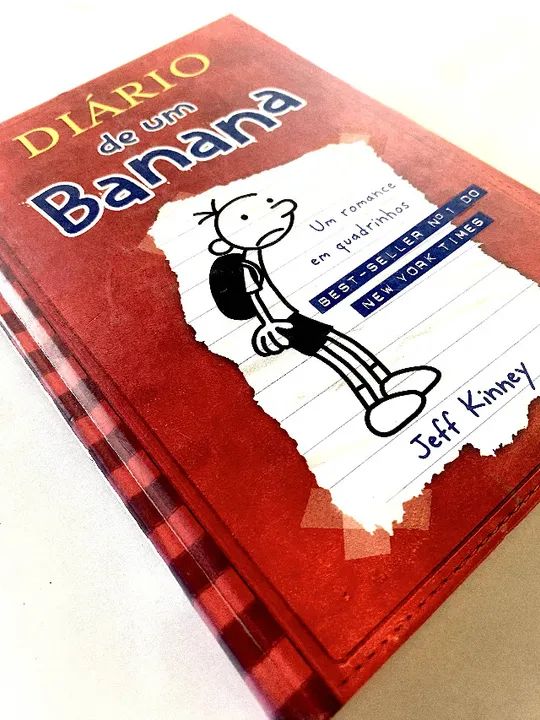 DIÁRIO
de um
Banana
Um romance
em quadrinhos
BEST-SELLER Nº 1 DO
NEW YORK TIMES
Jeff Kinney